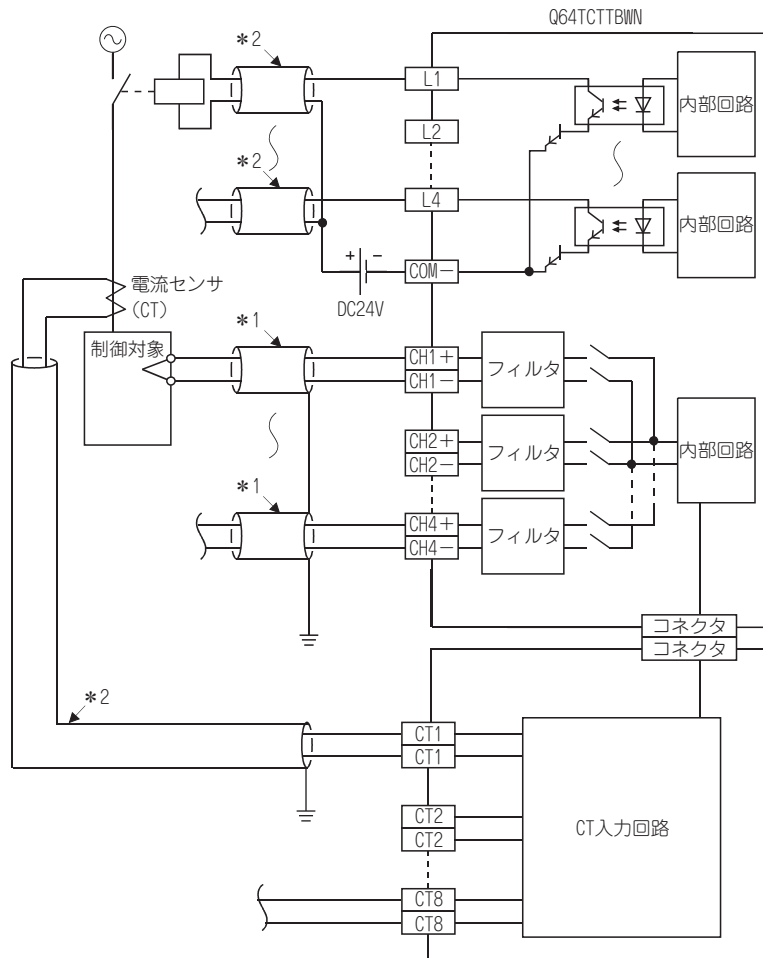 Q64TCTTBWN
*2
L1
内部回路
L2
*2
L4
内部回路
+ −
COM−
DC24V
電流センサ
(CT)
*1
制御対象
CH1+
CH1−
フィルタ
CH2+
CH2−
フィルタ
内部回路
*1
CH4+
CH4−
フィルタ
コネクタ
コネクタ
*2
CT1
CT1
CT2
CT2
CT入力回路
CT8
CT8